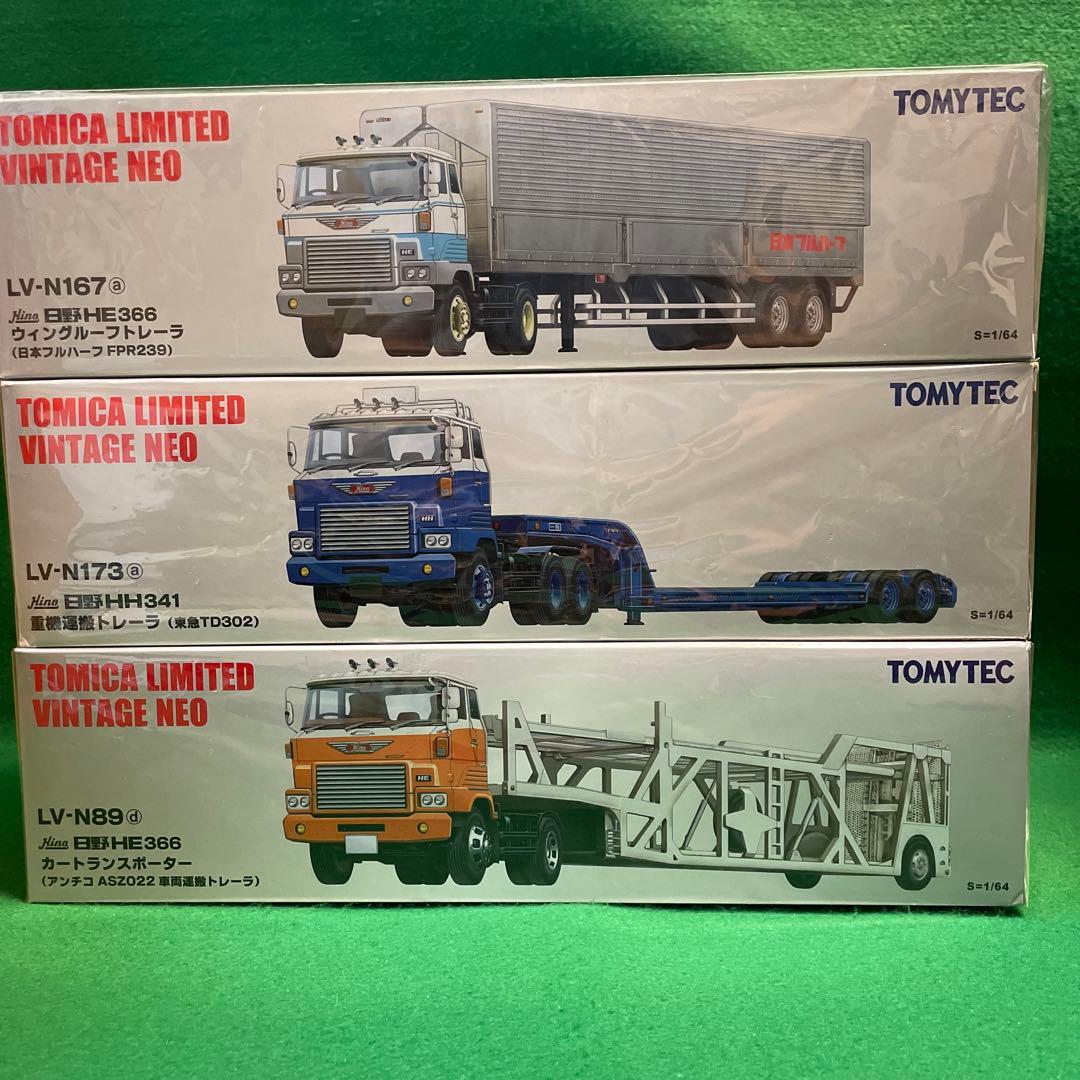 TOMICA LIMITED
VINTAGE NEO
TOMYTEC
Hino
HE
日本フルハーフ
LV-N167ⓐ
Hino 日野HE366
ウィングルーフトレーラ
(日本フルハーフ FPR239)
S=1/64
TOMICA LIMITED
VINTAGE NEO
TOMYTEC
Hino
HH
LV-N173ⓐ
Hino 日野HH341
重機運搬トレーラ (東急TD302)
S=1/64
TOMICA LIMITED
VINTAGE NEO
TOMYTEC
Hino
HE
LV-N89ⓓ
Hino 日野HE366
カートランスポーター
(アンチコ ASZ022 車両運搬トレーラ)
S=1/64